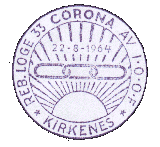 REB. LOGE 33 CORONA AV I·O·O·F
22-8-1964
KIRKENES